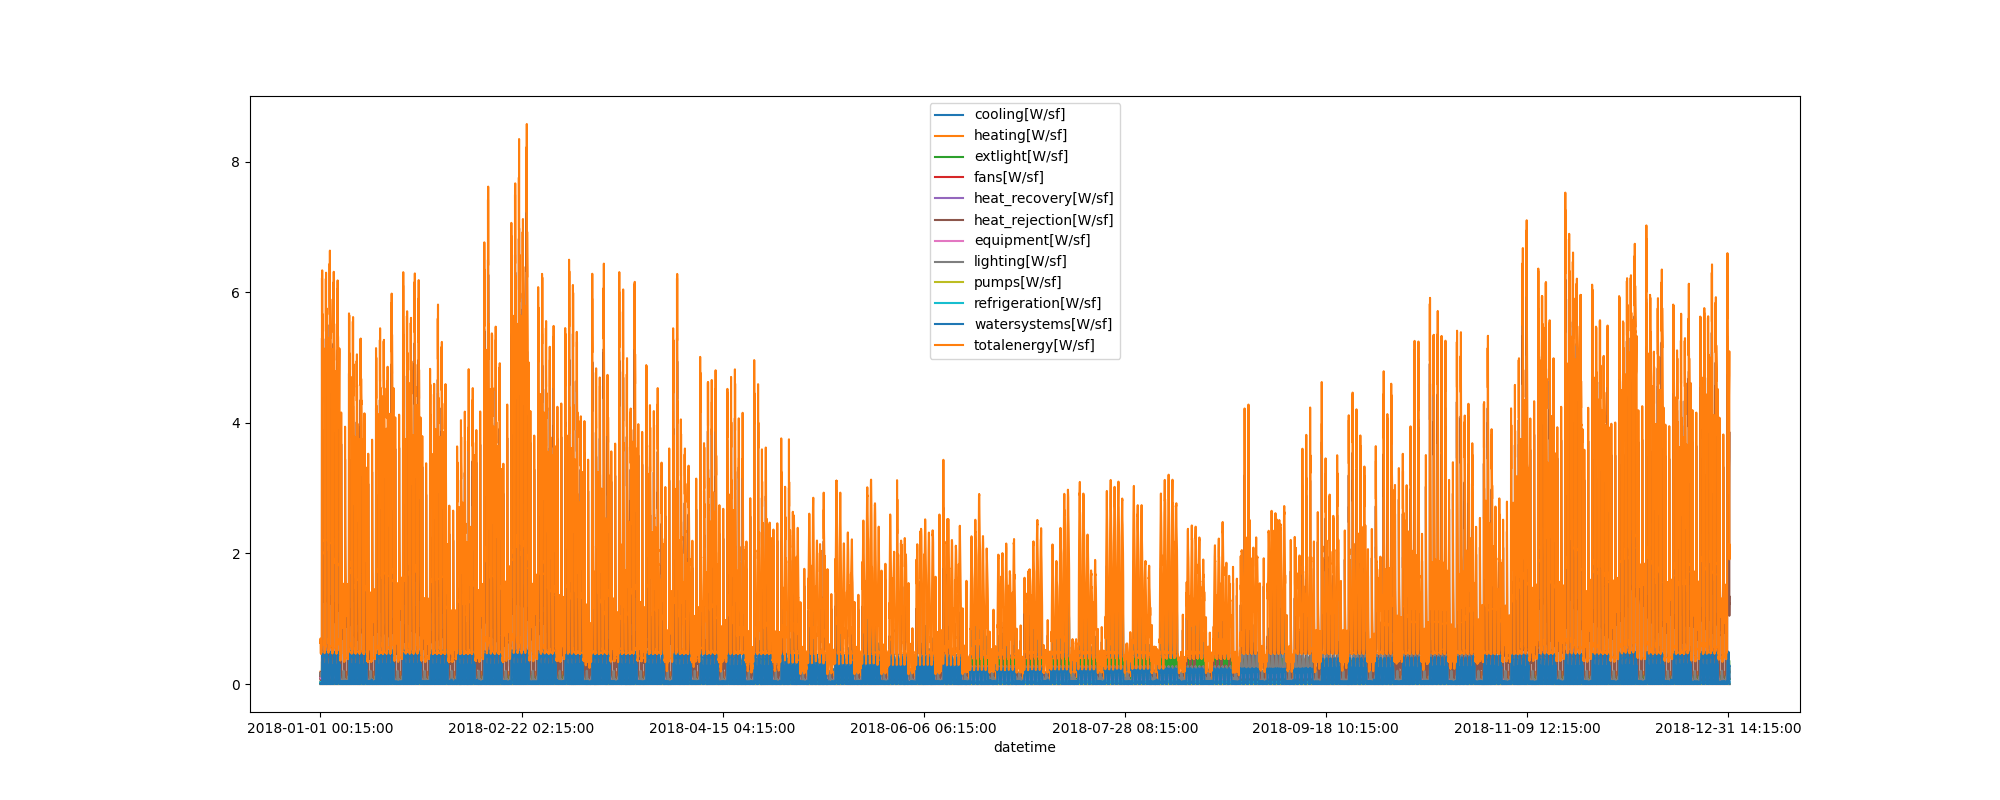 8
6
4
2
0
cooling[W/sf]
heating[W/sf]
extlight[W/sf]
fans[W/sf]
heat_recovery[W/sf]
heat_rejection[W/sf]
equipment[W/sf]
lighting[W/sf]
pumps[W/sf]
refrigeration[W/sf]
watersystems[W/sf]
totalenergy[W/sf]
2018-01-01 00:15:00 2018-02-22 02:15:00 2018-04-15 04:15:00 2018-06-06 06:15:00 2018-07-28 08:15:00 2018-09-18 10:15:00 2018-11-09 12:15:00 2018-12-31 14:15:00
datetime